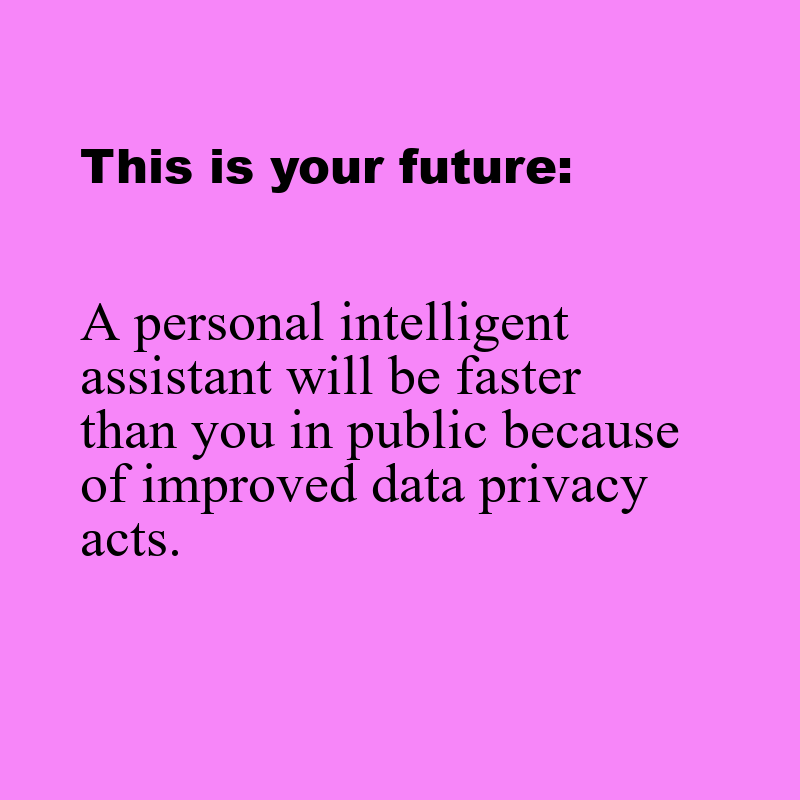 This is your future:
A personal intelligent
assistant will be faster
than you in public because
of improved data privacy
acts.